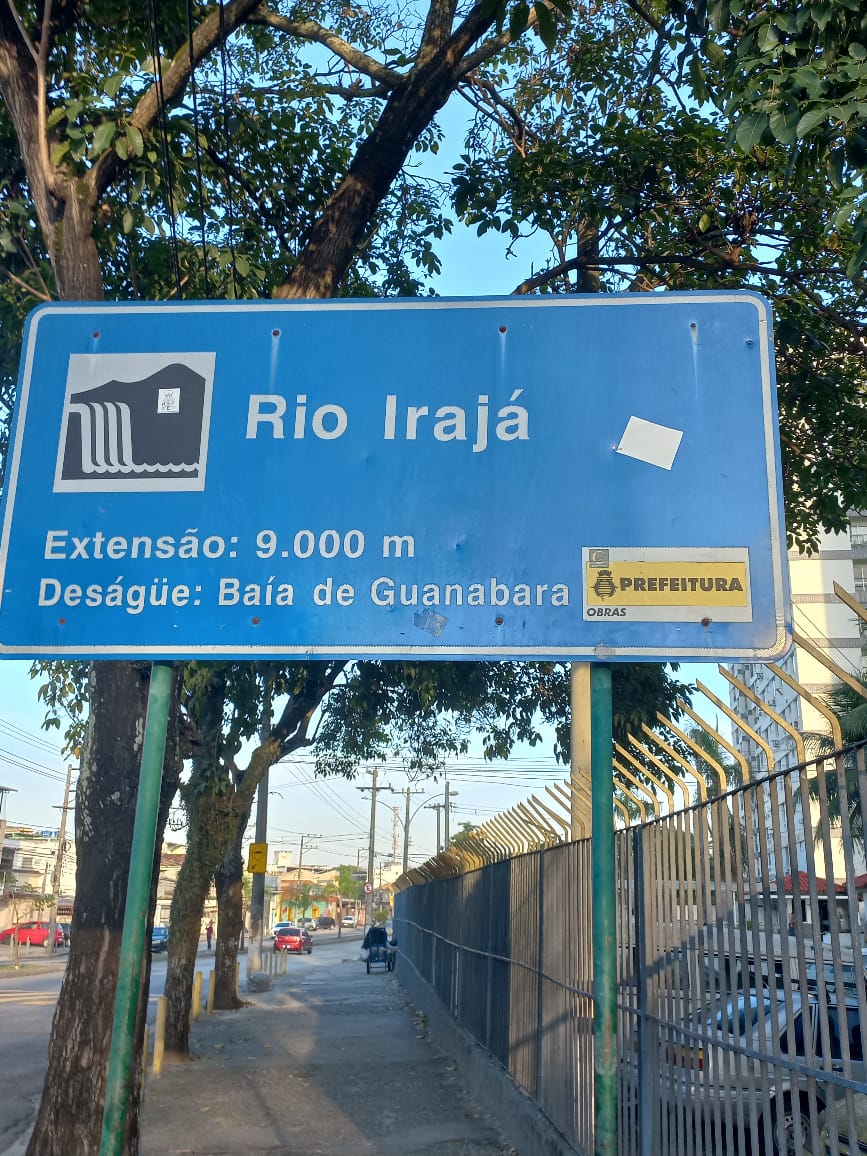 Rio Irajá
Extensão: 9.000 m
Deságüe: Baía de Guanabara
PREFEITURA
OBRAS